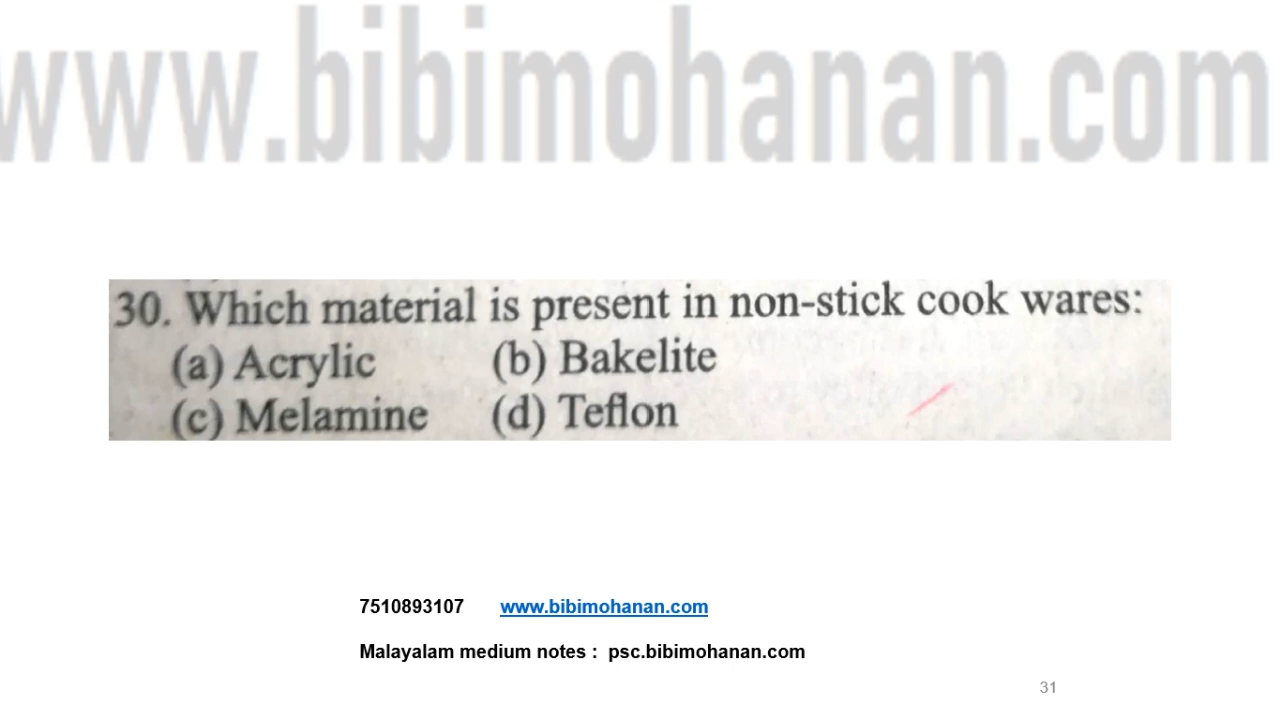 www.bibimohanan.com
30. Which material is present in non-stick cook wares:
(a) Acrylic (b) Bakelite
(c) Melamine (d) Teflon
7510893107 www.bibimohanan.com
Malayalam medium notes : psc.bibimohanan.com
31